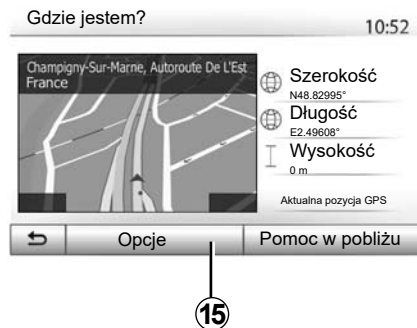 Gdzie jestem?
10:52
Champigny-Sur-Marne, Autoroute De L'Est
France
Szerokość
N48.82995°
Długość
E2.49608°
Wysokość
0 m
Aktualna pozycja GPS
Opcje
Pomoc w pobliżu
15